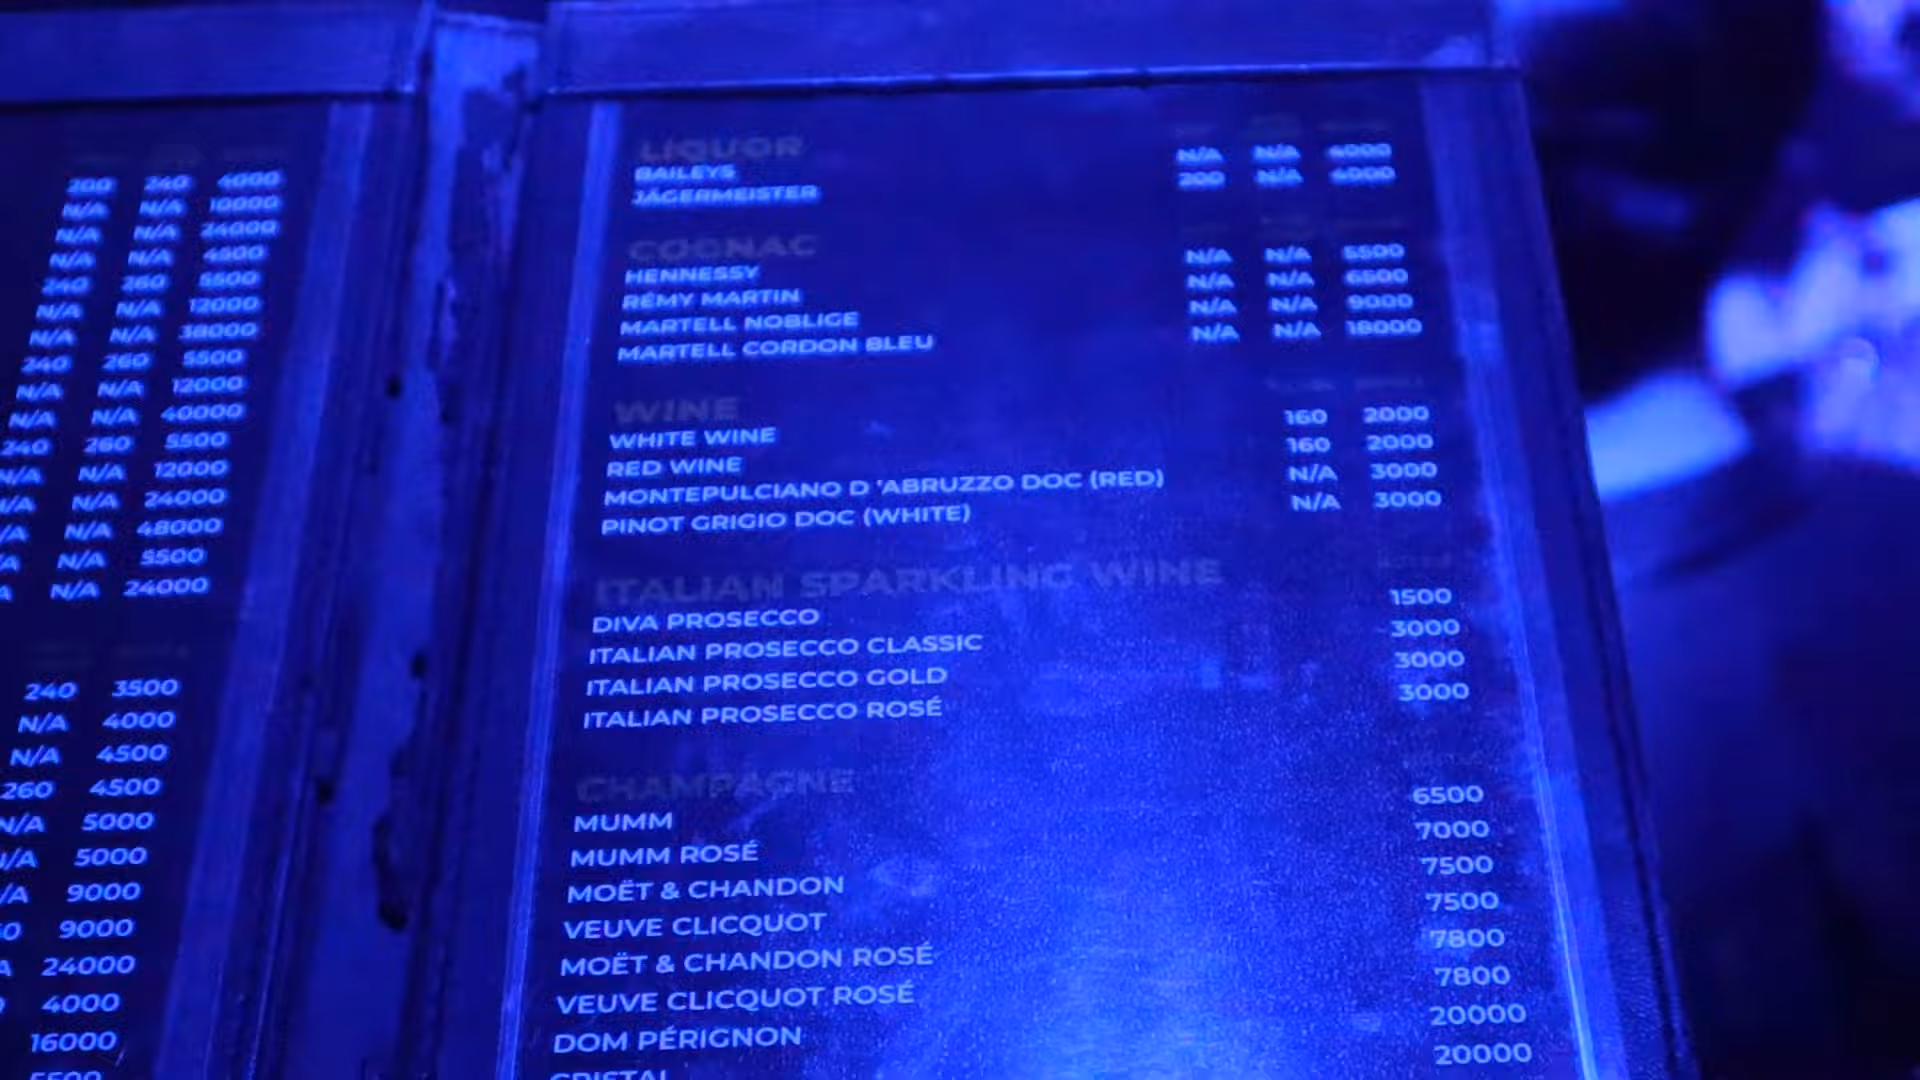 200 240 4000
N/A N/A 10000
N/A N/A 24000
N/A N/A 4500
240 260 5500
N/A N/A 12000
N/A N/A 38000
240 260 5500
N/A N/A 12000
N/A N/A 40000
240 260 5500
N/A N/A 12000
N/A N/A 24000
N/A N/A 48000
N/A 5500
N/A 24000
240 3500
N/A 4000
N/A 4500
260 4500
N/A 5000
N/A 5000
9000
9000
24000
4000
16000
5500
LIQUOR
BAILEYS N/A N/A 4000
JÄGERMEISTER 200 N/A 4000
COGNAC
HENNESSY N/A N/A 5500
RÉMY MARTIN N/A N/A 6500
MARTELL NOBLIGE N/A N/A 9000
MARTELL CORDON BLEU N/A N/A 18000
WINE
WHITE WINE 160 2000
RED WINE 160 2000
MONTEPULCIANO D 'ABRUZZO DOC (RED) N/A 3000
PINOT GRIGIO DOC (WHITE) N/A 3000
ITALIAN SPARKLING WINE
DIVA PROSECCO 1500
ITALIAN PROSECCO CLASSIC 3000
ITALIAN PROSECCO GOLD 3000
ITALIAN PROSECCO ROSÉ 3000
CHAMPAGNE
MUMM 6500
MUMM ROSÉ 7000
MOËT & CHANDON 7500
VEUVE CLICQUOT 7500
MOËT & CHANDON ROSÉ 7800
VEUVE CLICQUOT ROSÉ 7800
DOM PÉRIGNON 20000
CRISTAL 20000